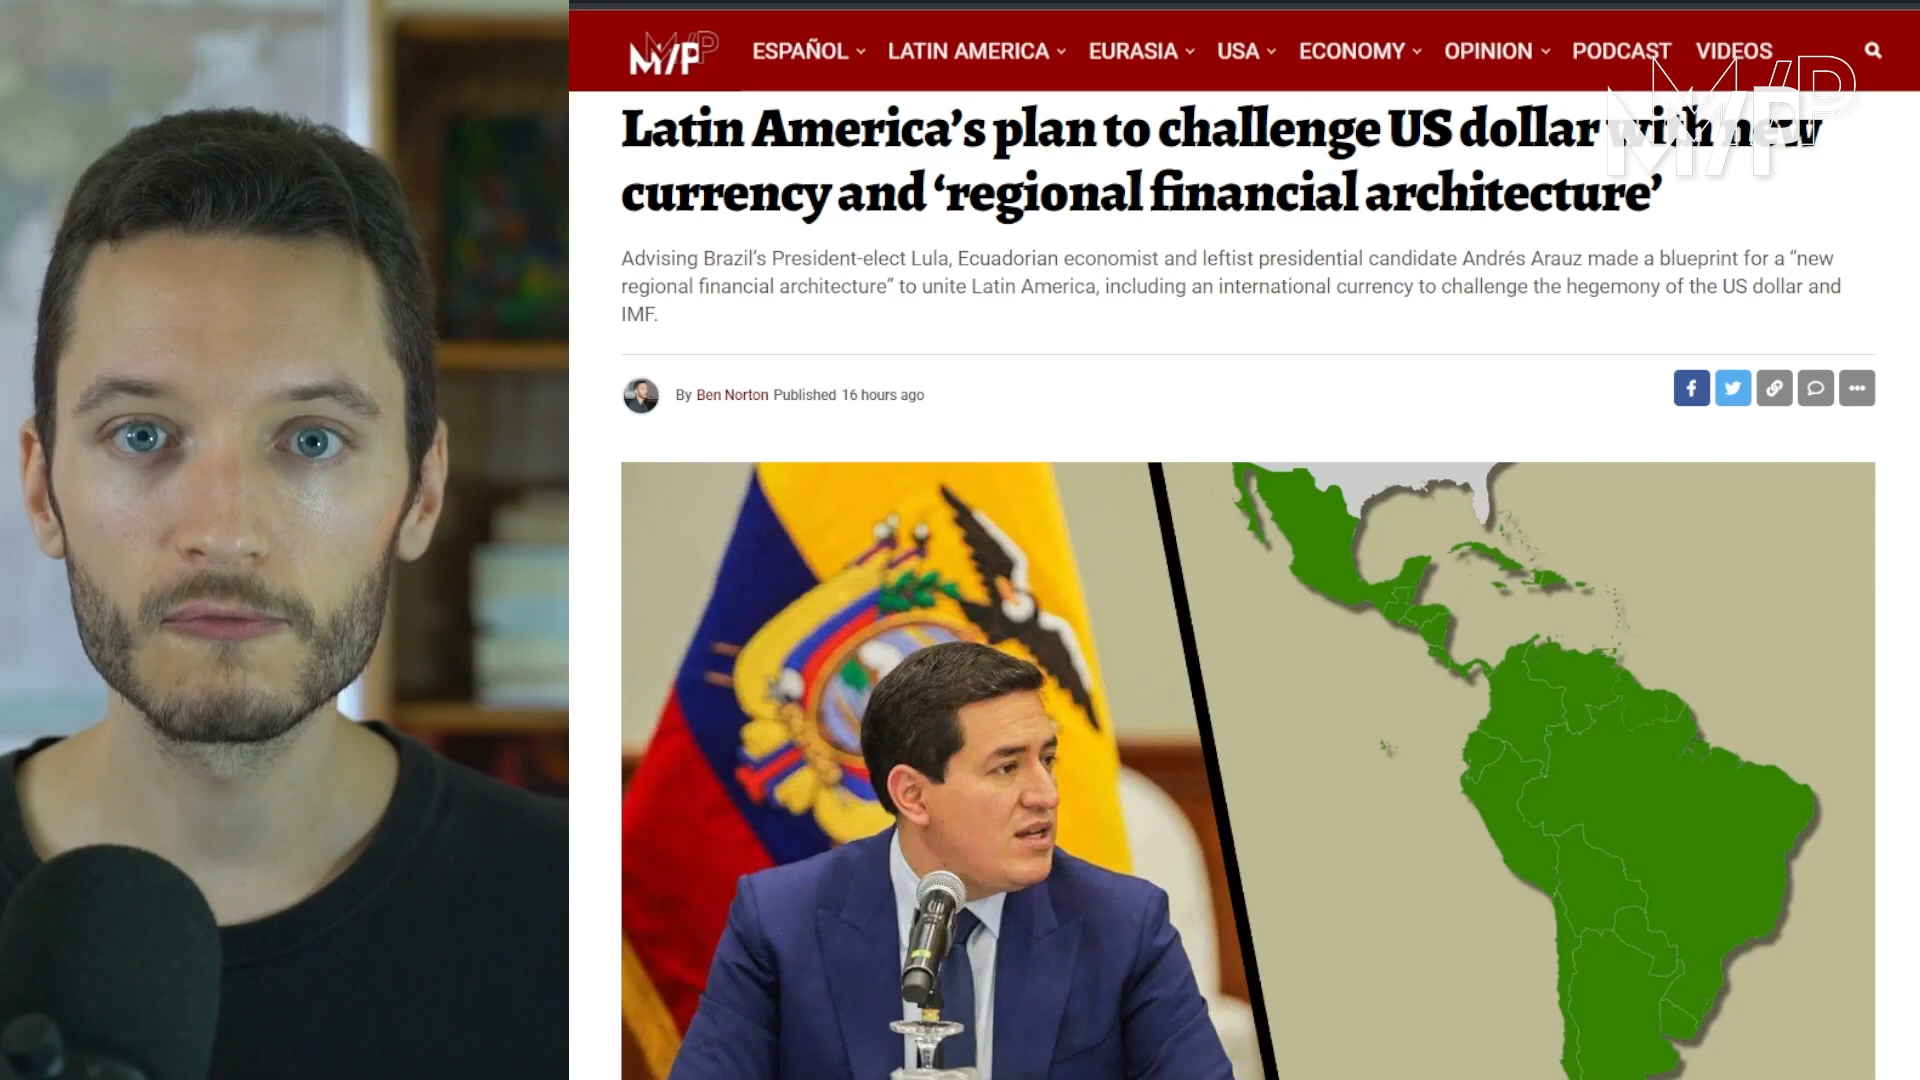 M/P ESPAÑOL LATIN AMERICA EURASIA USA ECONOMY OPINION PODCAST VIDEOS
M/P
Latin America’s plan to challenge US dollar with new
currency and ‘regional financial architecture’
Advising Brazil’s President-elect Lula, Ecuadorian economist and leftist presidential candidate Andrés Arauz made a blueprint for a “new
regional financial architecture” to unite Latin America, including an international currency to challenge the hegemony of the US dollar and
IMF.
By Ben Norton Published 16 hours ago